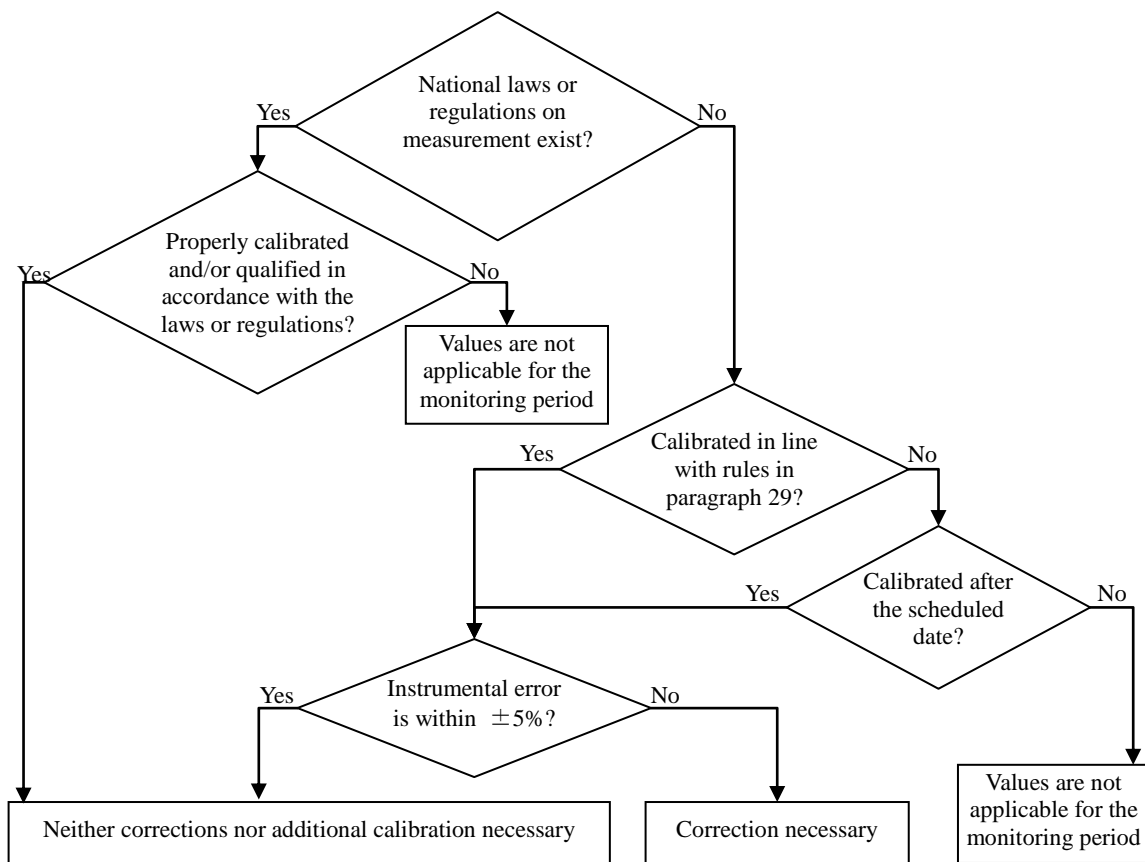 National laws or
regulations on
measurement exist?
Yes
No
Properly calibrated
and/or qualified in
accordance with the
laws or regulations?
Yes
No
Values are not
applicable for the
monitoring period
Calibrated in line
with rules in
paragraph 29?
Yes
No
Calibrated after
the scheduled
date?
Yes
No
Instrumental error
is within ±5%?
Yes
No
Values are not
applicable for the
monitoring period
Neither corrections nor additional calibration necessary
Correction necessary